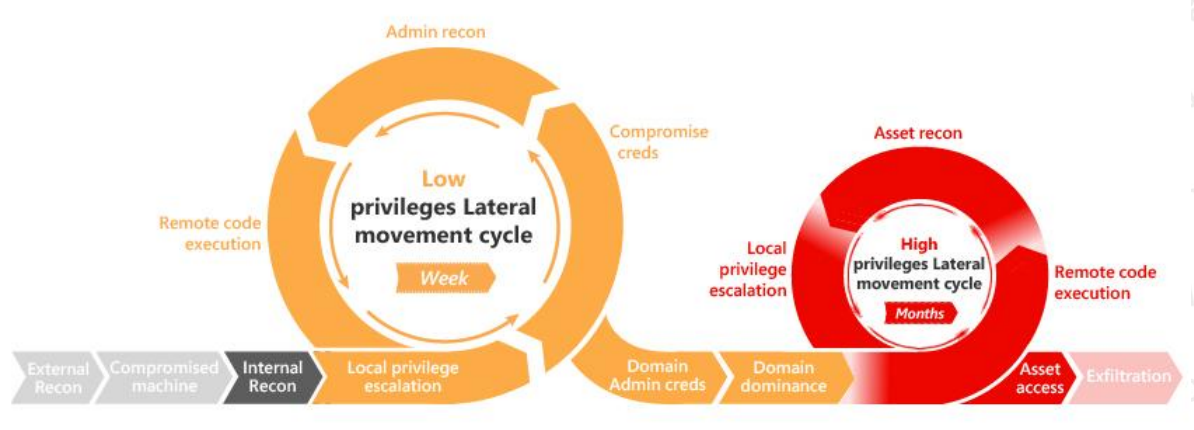 Admin recon
Compromise
creds
Remote code
execution
Low
privileges Lateral
movement cycle
Week
Asset recon
Local
privilege
escalation
High
privileges Lateral
movement cycle
Months
Remote code
execution
External
Recon
Compromised
machine
Internal
Recon
Local privilege
escalation
Domain
Admin creds
Domain
dominance
Asset
access
Exfiltration